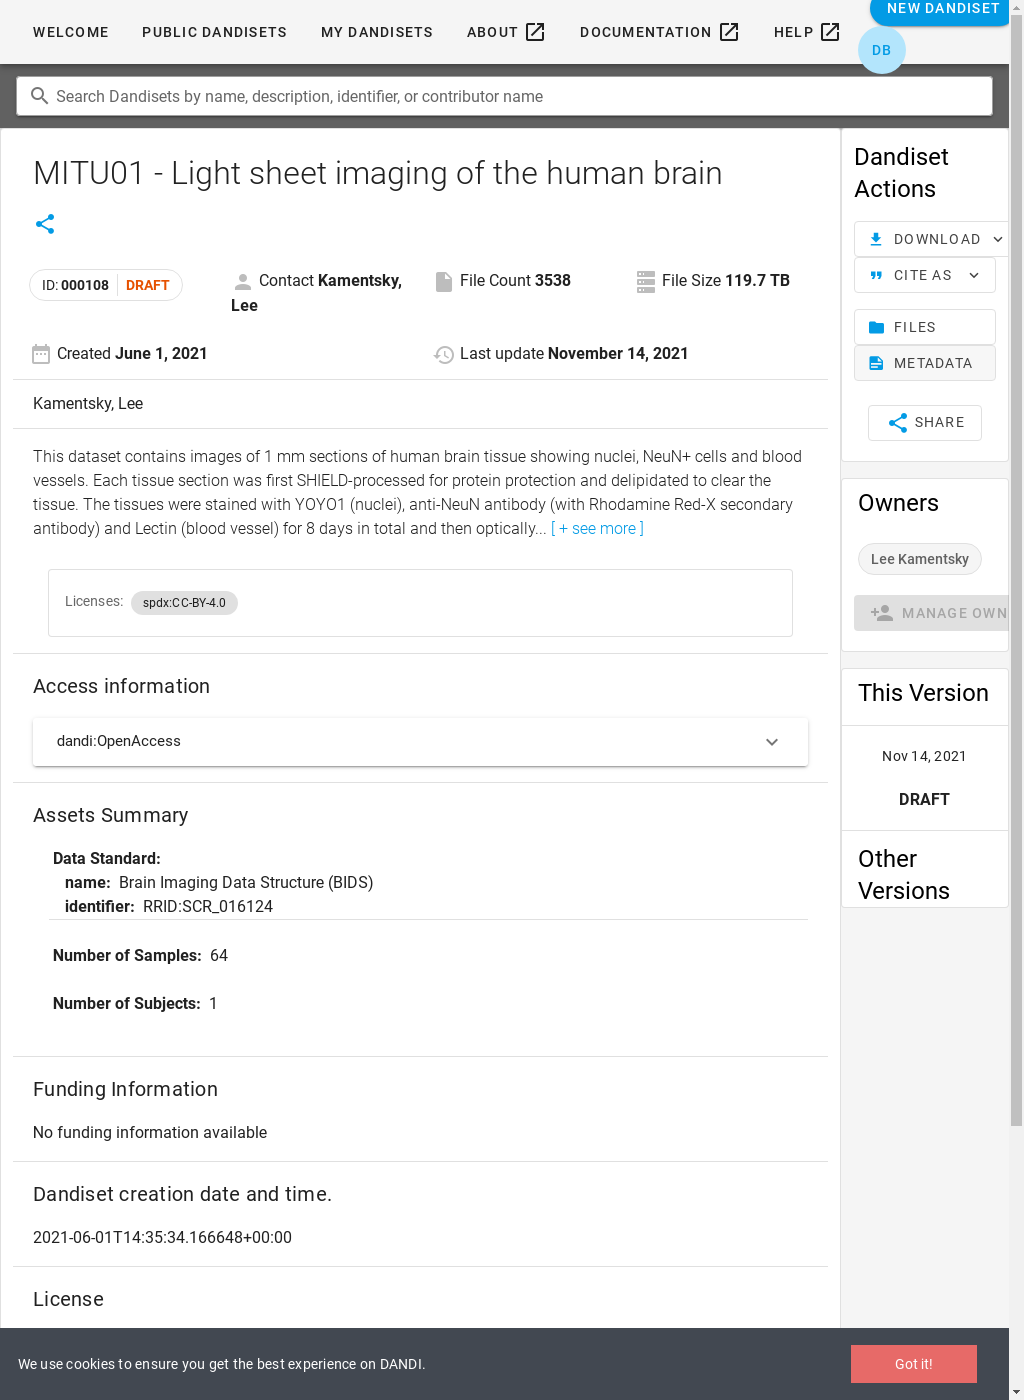 WELCOME PUBLIC DANDISETS MY DANDISETS ABOUT DOCUMENTATION HELP NEW DANDISET
DB
Search Dandisets by name, description, identifier, or contributor name
MITU01 - Light sheet imaging of the human brain
ID: 000108 DRAFT
Contact Kamentsky, Lee
File Count 3538
File Size 119.7 TB
Created June 1, 2021
Last update November 14, 2021
Kamentsky, Lee
This dataset contains images of 1 mm sections of human brain tissue showing nuclei, NeuN+ cells and blood
vessels. Each tissue section was first SHIELD-processed for protein protection and delipidated to clear the
tissue. The tissues were stained with YOYO1 (nuclei), anti-NeuN antibody (with Rhodamine Red-X secondary
antibody) and Lectin (blood vessel) for 8 days in total and then optically... [ + see more ]
Licenses: spdx:CC-BY-4.0
Access information
dandi:OpenAccess
Assets Summary
Data Standard:
name: Brain Imaging Data Structure (BIDS)
identifier: RRID:SCR_016124
Number of Samples: 64
Number of Subjects: 1
Funding Information
No funding information available
Dandiset creation date and time.
2021-06-01T14:35:34.166648+00:00
License
Dandiset
Actions
DOWNLOAD
CITE AS
FILES
METADATA
SHARE
Owners
Lee Kamentsky
MANAGE OWN
This Version
Nov 14, 2021
DRAFT
Other
Versions
We use cookies to ensure you get the best experience on DANDI.
Got it!